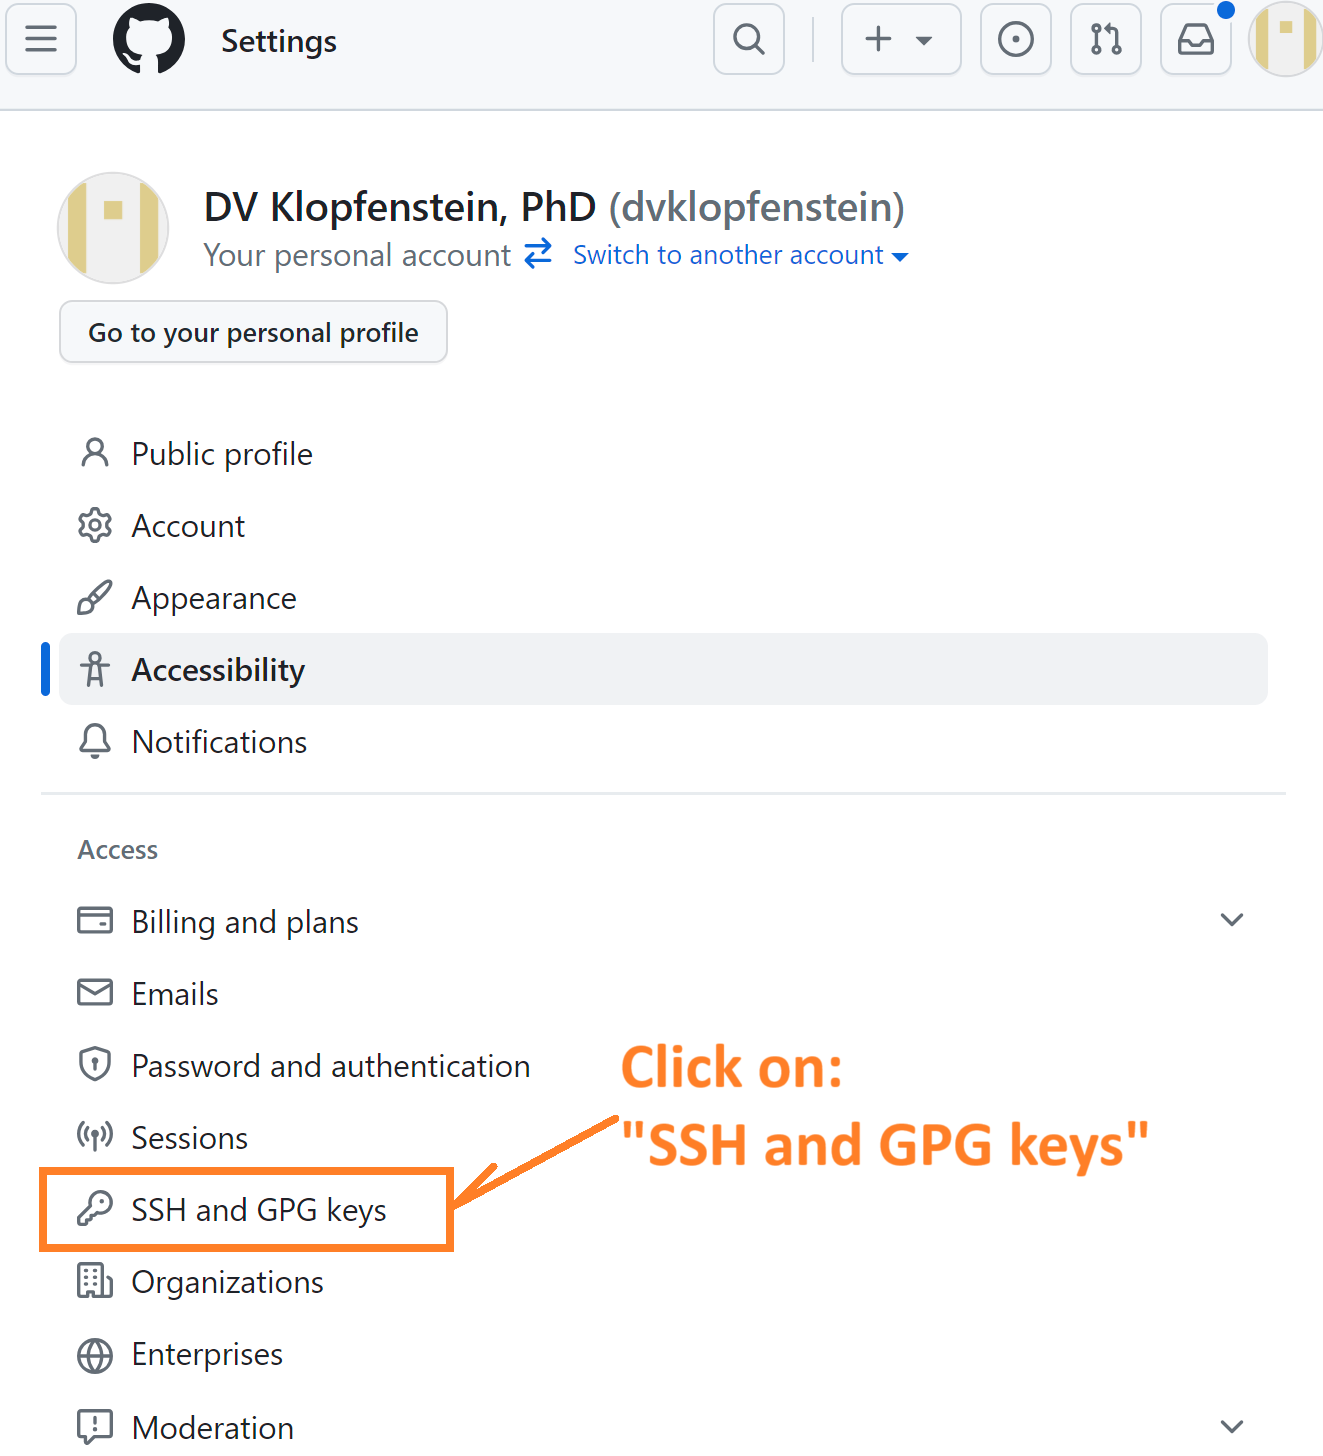 Settings
DV Klopfenstein, PhD (dvklopfenstein)
Your personal account Switch to another account
Go to your personal profile
Public profile
Account
Appearance
Accessibility
Notifications
Access
Billing and plans
Emails
Password and authentication
Sessions
Click on:
"SSH and GPG keys"
SSH and GPG keys
Organizations
Enterprises
Moderation